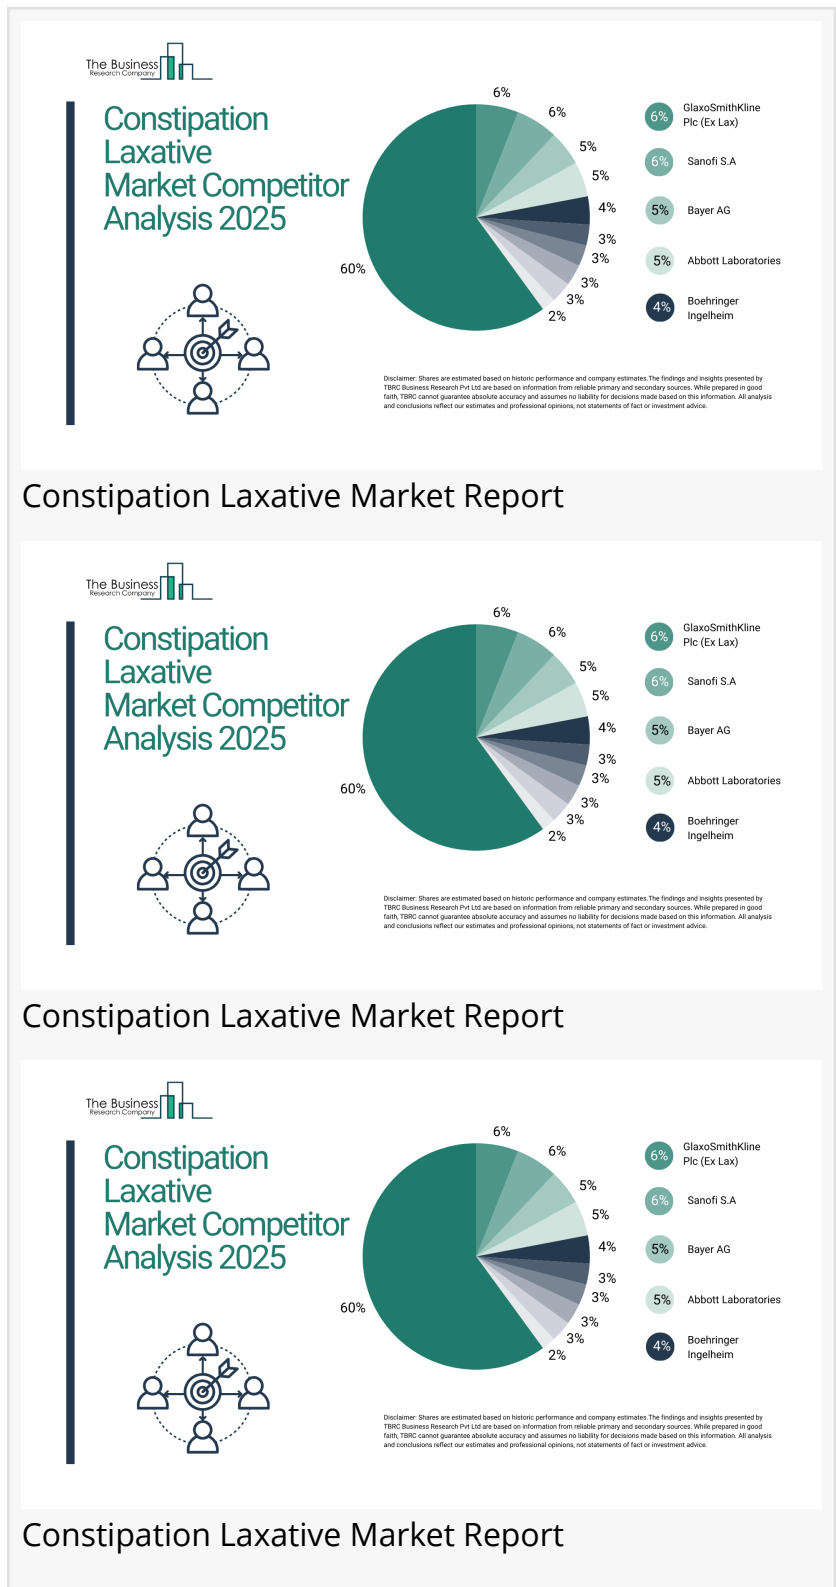 The Business
Research Company
Constipation
Laxative
Market Competitor
Analysis 2025
6%
6%
5%
5%
4%
3%
3%
3%
3%
2%
60%
6% GlaxoSmithKline
Plc (Ex Lax)
6% Sanofi S.A
5% Bayer AG
5% Abbott Laboratories
4% Boehringer
Ingelheim
Disclaimer: Shares are estimated based on historic performance and company estimates.The findings and insights presented by
TBRC Business Research Pvt Ltd are based on information from reliable primary and secondary sources. While prepared in good
faith, TBRC cannot guarantee absolute accuracy and assumes no liability for decisions made based on this information. All analysis
and conclusions reflect our estimates and professional opinions, not statements of fact or investment advice.
Constipation Laxative Market Report
The Business
Research Company
Constipation
Laxative
Market Competitor
Analysis 2025
6%
6%
5%
5%
4%
3%
3%
3%
3%
2%
60%
6% GlaxoSmithKline
Plc (Ex Lax)
6% Sanofi S.A
5% Bayer AG
5% Abbott Laboratories
4% Boehringer
Ingelheim
Disclaimer: Shares are estimated based on historic performance and company estimates.The findings and insights presented by
TBRC Business Research Pvt Ltd are based on information from reliable primary and secondary sources. While prepared in good
faith, TBRC cannot guarantee absolute accuracy and assumes no liability for decisions made based on this information. All analysis
and conclusions reflect our estimates and professional opinions, not statements of fact or investment advice.
Constipation Laxative Market Report
The Business
Research Company
Constipation
Laxative
Market Competitor
Analysis 2025
6%
6%
5%
5%
4%
3%
3%
3%
3%
2%
60%
6% GlaxoSmithKline
Plc (Ex Lax)
6% Sanofi S.A
5% Bayer AG
5% Abbott Laboratories
4% Boehringer
Ingelheim
Disclaimer: Shares are estimated based on historic performance and company estimates.The findings and insights presented by
TBRC Business Research Pvt Ltd are based on information from reliable primary and secondary sources. While prepared in good
faith, TBRC cannot guarantee absolute accuracy and assumes no liability for decisions made based on this information. All analysis
and conclusions reflect our estimates and professional opinions, not statements of fact or investment advice.
Constipation Laxative Market Report